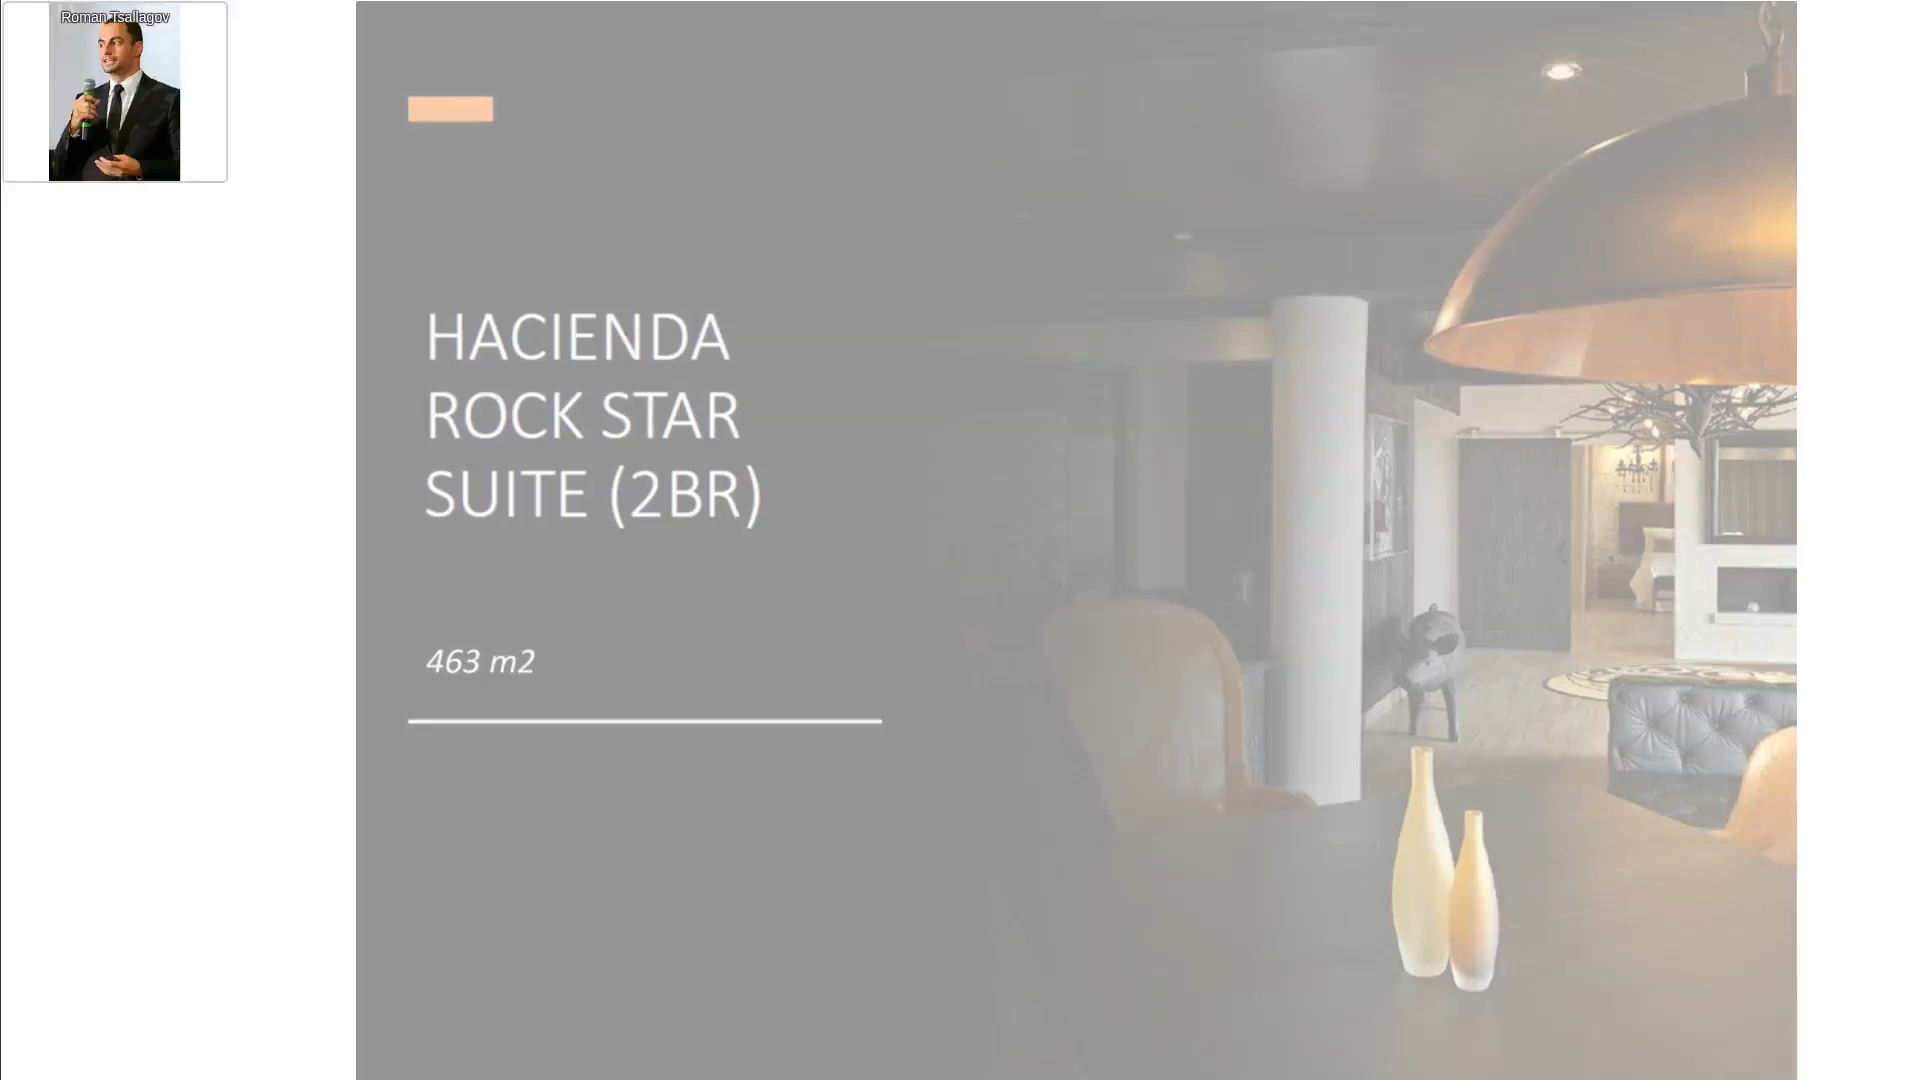 Roman Tsallagov
HACIENDA
ROCK STAR
SUITE (2BR)
463 m2